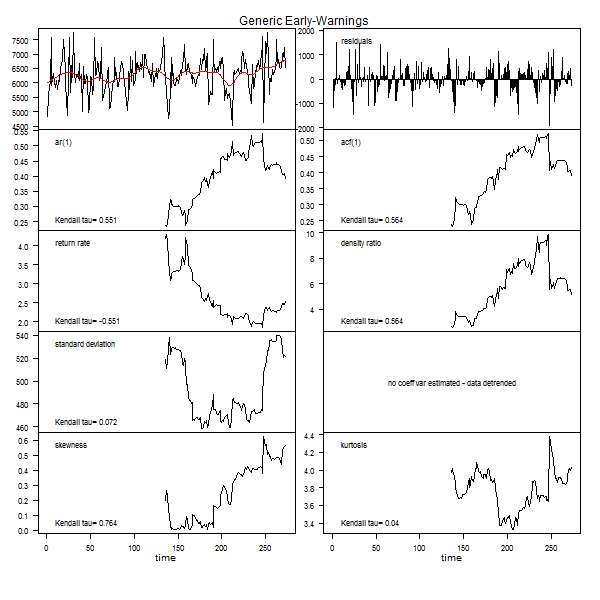 Generic Early-Warnings
7500
7000
6500
6000
5500
5000
4500
residuals
2000
1000
0
1000
2000
ar(1)
0.55
0.50
0.45
0.40
0.35
0.30
0.25
Kendall tau= 0.551
acf(1)
0.50
0.45
0.40
0.35
0.30
0.25
Kendall tau= 0.564
return rate
4.0
3.5
3.0
2.5
2.0
Kendall tau= -0.551
density ratio
10
8
6
4
Kendall tau= 0.564
standard deviation
540
520
500
480
460
Kendall tau= 0.072
no coeff var estimated - data detrended
skewness
0.6
0.5
0.4
0.3
0.2
0.1
0.0
Kendall tau= 0.764
kurtosis
4.4
4.2
4.0
3.8
3.6
3.4
Kendall tau= 0.04
0 50 100 150 200 250
time
0 50 100 150 200 250
time